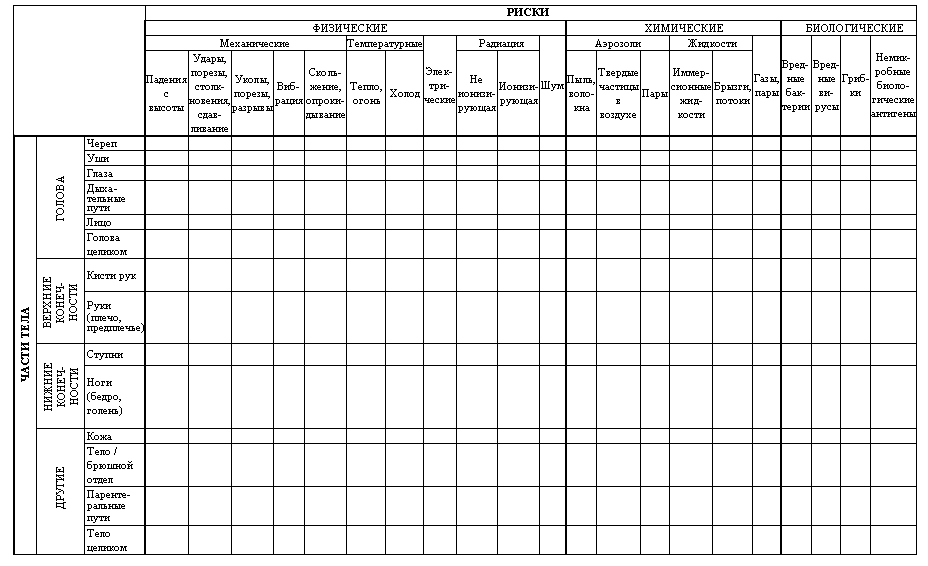 РИСКИ
ФИЗИЧЕСКИЕ
ХИМИЧЕСКИЕ
БИОЛОГИЧЕСКИЕ
Механические
Температурные
Радиация
Аэрозоли
Жидкости
Падения
с
высоты
Удары,
порезы,
столк-
новения,
сдав-
ливание
Уколы,
порезы,
разрывы
Виб-
рация
Сколь-
жение,
опроки-
дывание
Тепло,
огонь
Холод
Элек-
три-
ческие
Не
ионизи-
рующая
Ионизи-
рующая
Шум
Пыль,
воло-
кна
Твердые
частицы
в
воздухе
Пары
Иммер-
сионные
жид-
кости
Брызги,
потоки
Газы,
пары
Вред-
ные
бак-
терии
Вред-
ные
ви-
русы
Гриб-
ки
Немик-
робные
биоло-
гические
антигены
ЧАСТИ ТЕЛА
ГОЛОВА
Череп
Уши
Глаза
Дыха-
тельные
пути
Лицо
Голова
целиком
ВЕРХНИЕ
КОНЕЧ-
НОСТИ
Кисти рук
Руки
(плечо,
предплечье)
НИЖНИЕ
КОНЕЧ-
НОСТИ
Ступни
Ноги
(бедро,
голень)
ДРУГИЕ
Кожа
Тело /
брюшной
отдел
Паренте-
ральные
пути
Тело
целиком